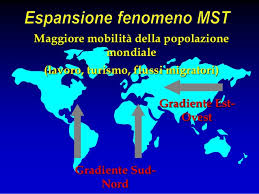 Espansione fenomeno MST
Maggiore mobilità della popolazione
mondiale
(lavoro, turismo, flussi migratori)
Gradiente Est-
Ovest
Gradiente Sud-
Nord